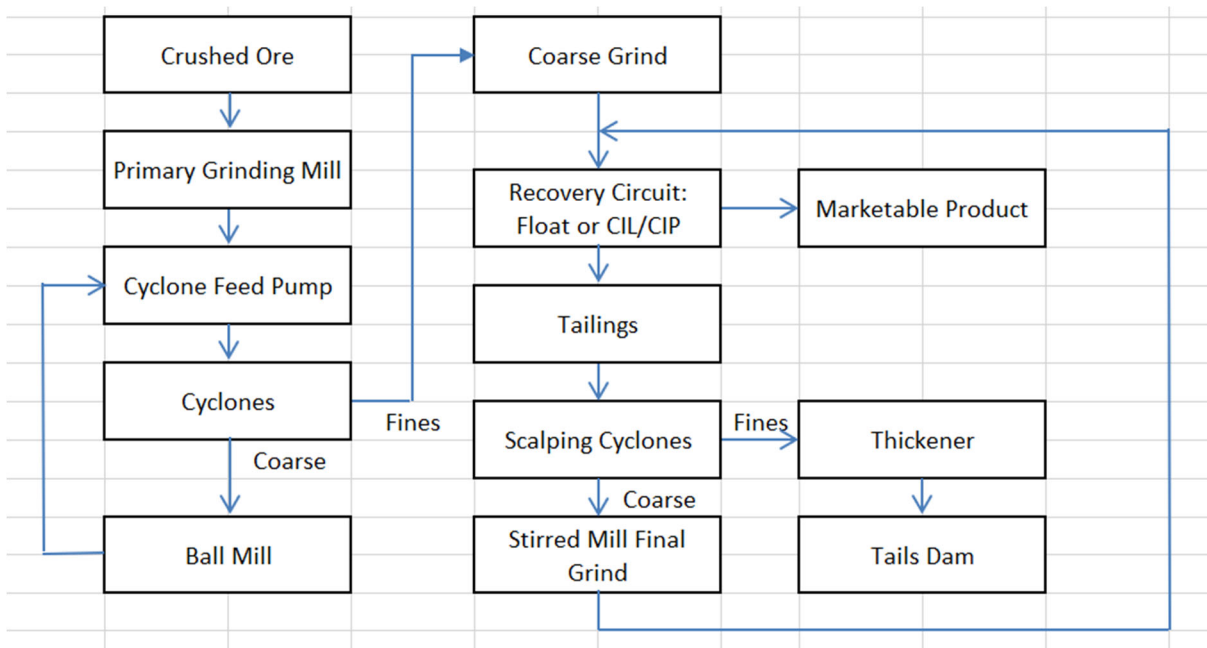 Crushed Ore
Primary Grinding Mill
Cyclone Feed Pump
Cyclones
Fines
Coarse
Ball Mill
Coarse Grind
Recovery Circuit:
Float or CIL/CIP
Marketable Product
Tailings
Scalping Cyclones
Fines
Thickener
Coarse
Stirred Mill Final
Grind
Tails Dam